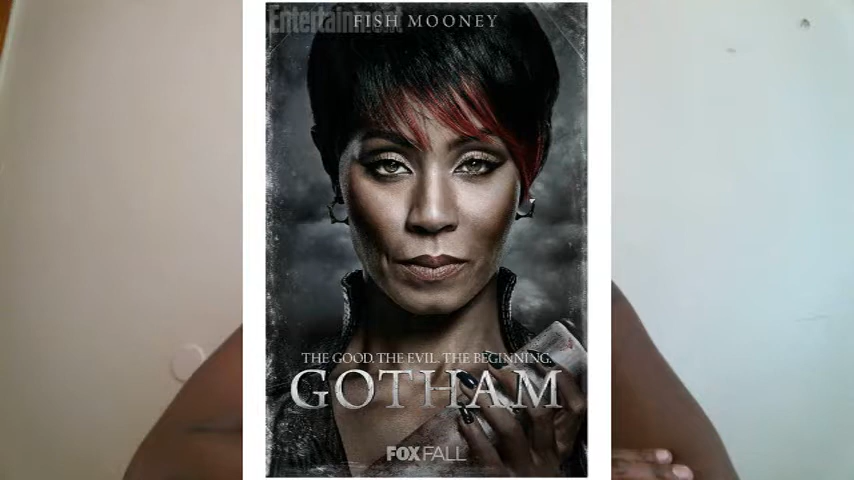 Entertainment
FISH MOONEY
THE GOOD. THE EVIL. THE BEGINNING.
GOTHAM
FOX FALL